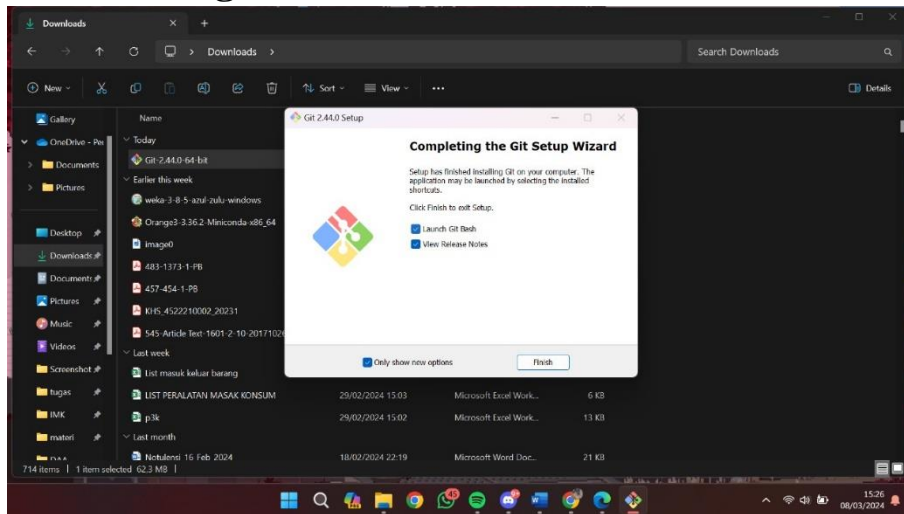 Downloads
Downloads
Search Downloads
New
Sort
View
Details
Gallery
OneDrive - Per
Documents
Pictures
Desktop
Downloads
Documents
Pictures
Music
Videos
Screenshot
tugas
IMK
materi
DAA
Name
Today
Git-2.44.0-64-bit
Earlier this week
weka-3-8-5-azul-zulu-windows
Orange3-3.36.2-Miniconda-x86_64
image0
483-1373-1-PB
457-454-1-PB
KHS_4522210002_20231
545-Article Text-1601-2-10-2017102
Last week
List masuk keluar barang
LIST PERALATAN MASAK KONSUM 29/02/2024 15:03 Microsoft Excel Work... 6 KB
p3k 29/02/2024 15:02 Microsoft Excel Work... 13 KB
Last month
Notulensi 16 Feb 2024 18/02/2024 22:19 Microsoft Word Doc... 21 KB
Git 2.44.0 Setup
Completing the Git Setup Wizard
Setup has finished installing Git on your computer. The
application may be launched by selecting the installed
shortcuts.
Click Finish to exit Setup.
Launch Git Bash
View Release Notes
Only show new options
Finish
714 items 1 item selected 62,3 MB
45
15:26
08/03/2024